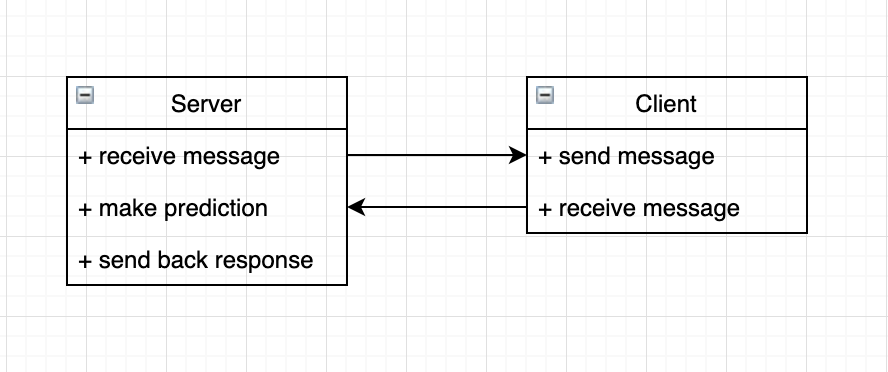 Server
+ receive message
+ make prediction
+ send back response
Client
+ send message
+ receive message